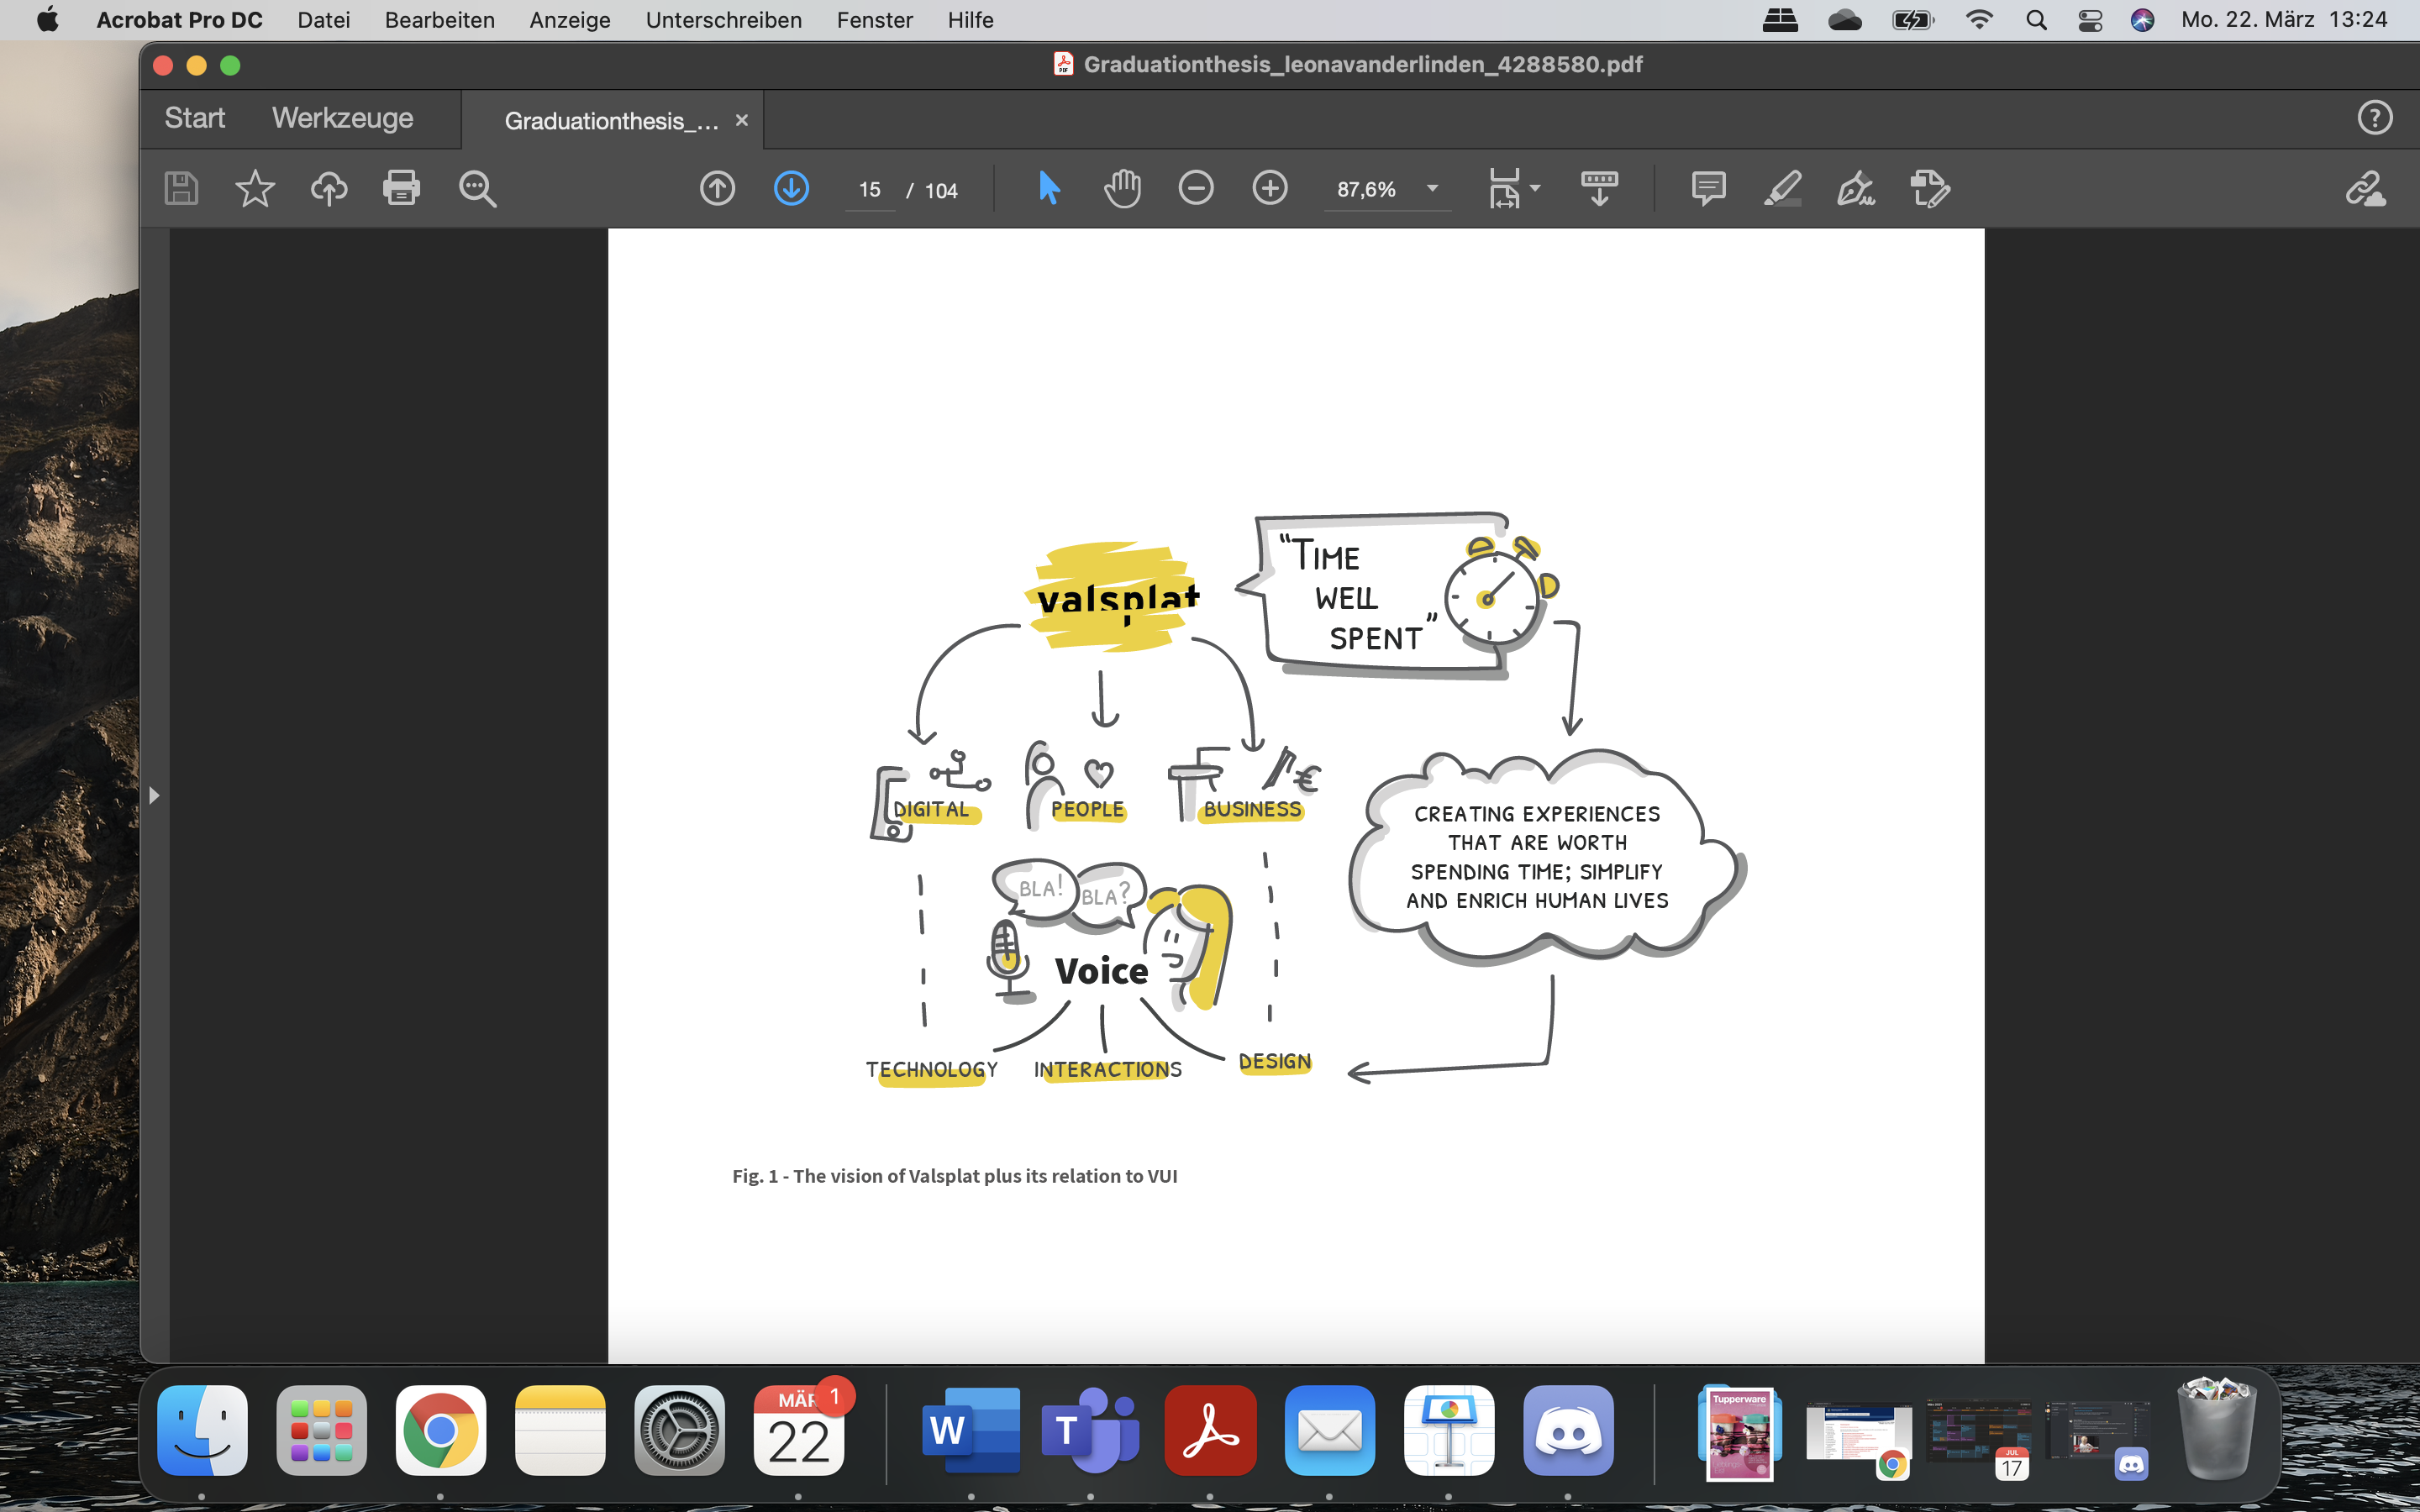 Acrobat Pro DC Datei Bearbeiten Anzeige Unterschreiben Fenster Hilfe Mo. 22. März 13:24
Graduationthesis_leonavanderlinden_4288580.pdf
Start Werkzeuge Graduationthesis_... ×
15 / 104 87,6%
valsplat
"TIME
WELL
SPENT"
DIGITAL PEOPLE BUSINESS
CREATING EXPERIENCES
THAT ARE WORTH
SPENDING TIME; SIMPLIFY
AND ENRICH HUMAN LIVES
BLA! BLA?
Voice
TECHNOLOGY INTERACTIONS DESIGN
Fig. 1 - The vision of Valsplat plus its relation to VUI
MÄR 1
22
W T
Tupperware
JUL
17